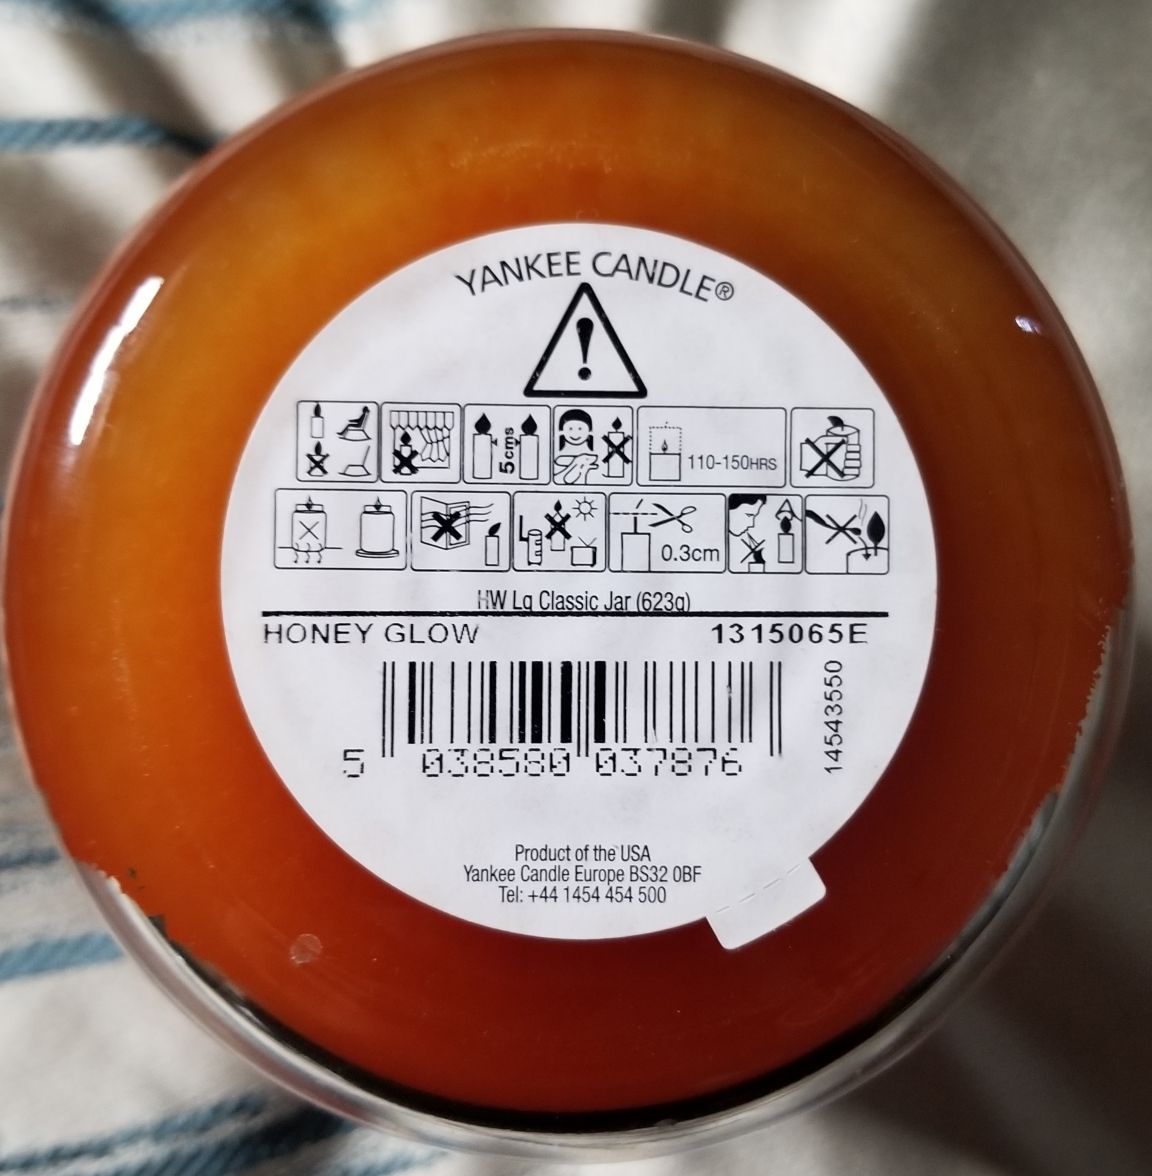 YANKEE CANDLE®
5cms
110-150HRS
0.3cm
HW Lg Classic Jar (623g)
HONEY GLOW 1315065E
14543550
5 038580 037876
Product of the USA
Yankee Candle Europe BS32 0BF
Tel: +44 1454 454 500